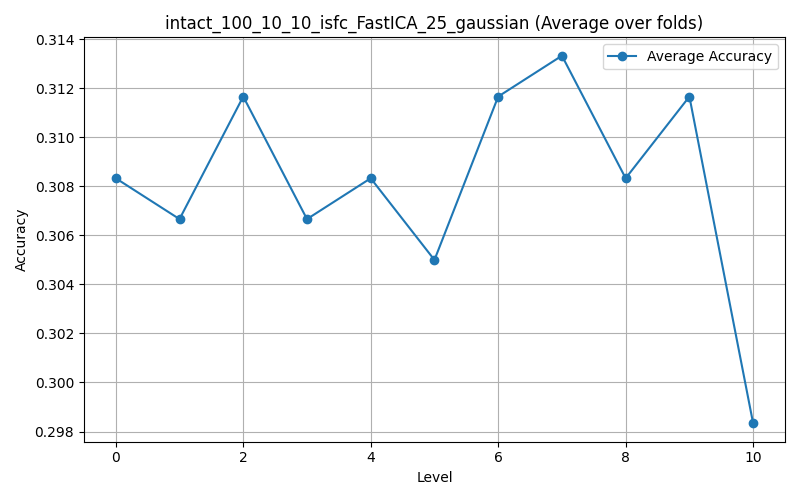 intact_100_10_10_isfc_FastICA_25_gaussian (Average over folds)
Average Accuracy
0.314
0.312
0.310
0.308
0.306
0.304
0.302
0.300
0.298
Accuracy
0 2 4 6 8 10
Level